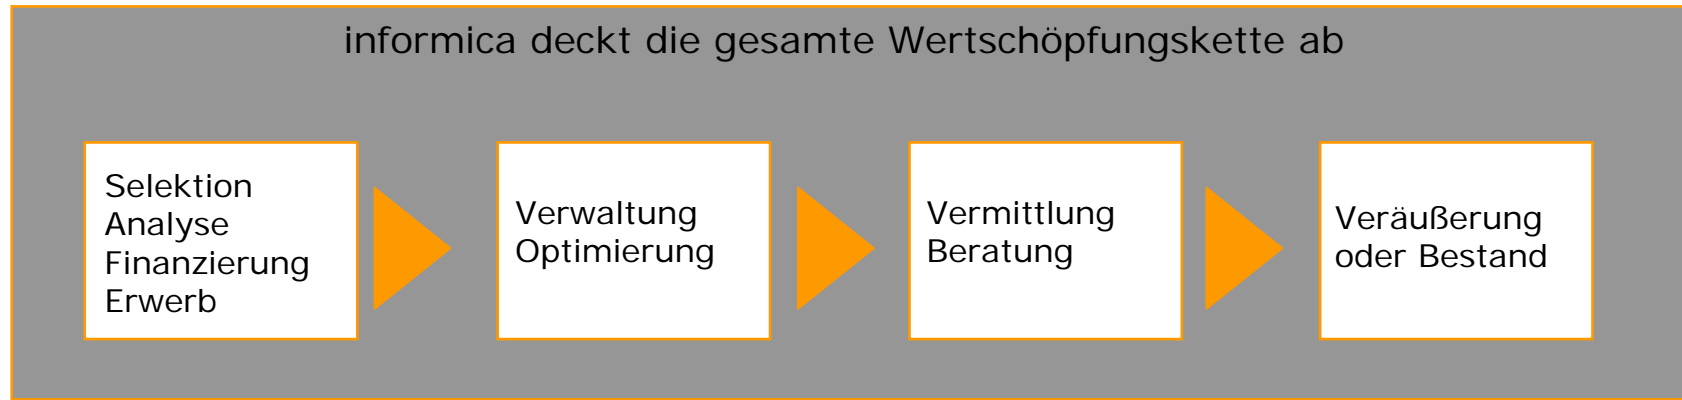 informica deckt die gesamte Wertschöpfungskette ab
Selektion
Analyse
Finanzierung
Erwerb
Verwaltung
Optimierung
Vermittlung
Beratung
Veräußerung
oder Bestand